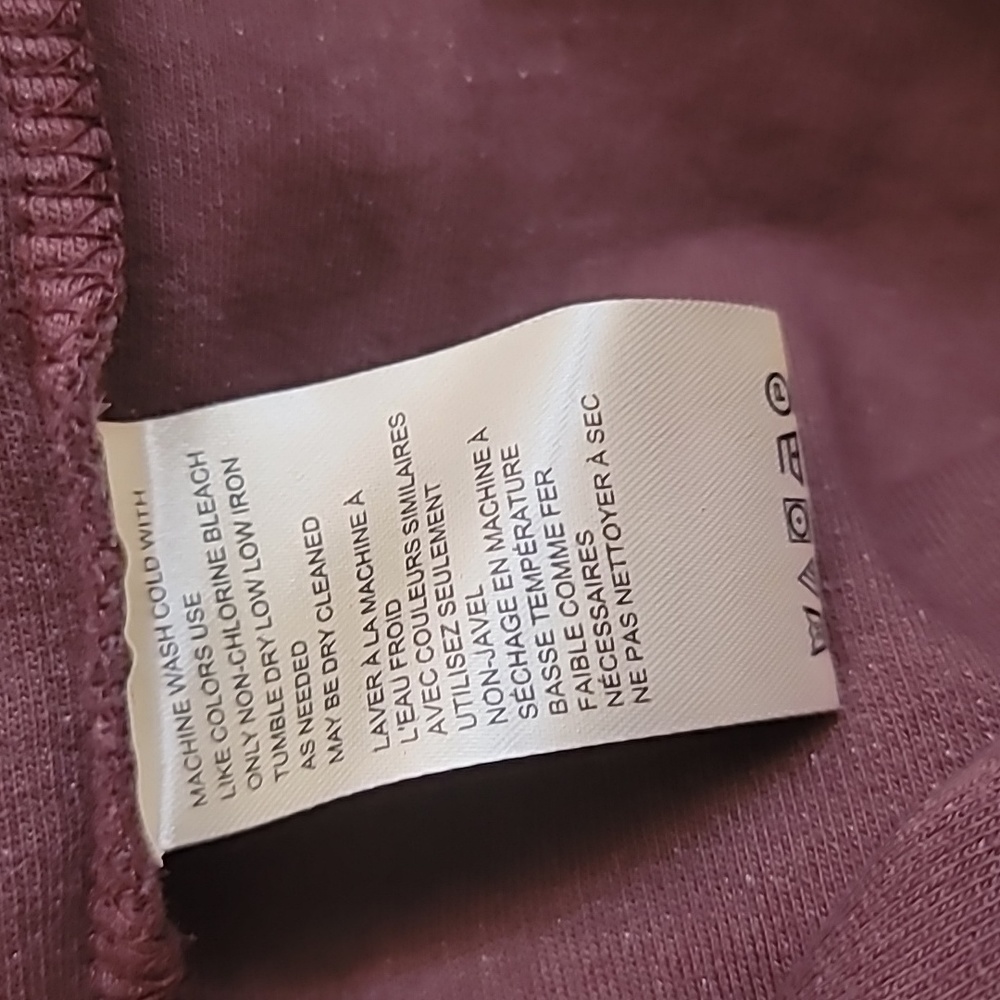 MACHINE WASH COLD WITH
LIKE COLORS USE
ONLY NON-CHLORINE BLEACH
TUMBLE DRY LOW LOW IRON
AS NEEDED
MAY BE DRY CLEANED
LAVER À LA MACHINE À
L'EAU FROID
AVEC COULEURS SIMILAIRES
UTILISEZ SEULEMENT
NON-JAVEL
SÉCHAGE EN MACHINE À
BASSE TEMPÉRATURE
FAIBLE COMME FER
NÉCESSAIRES
NE PAS NETTOYER À SEC
P